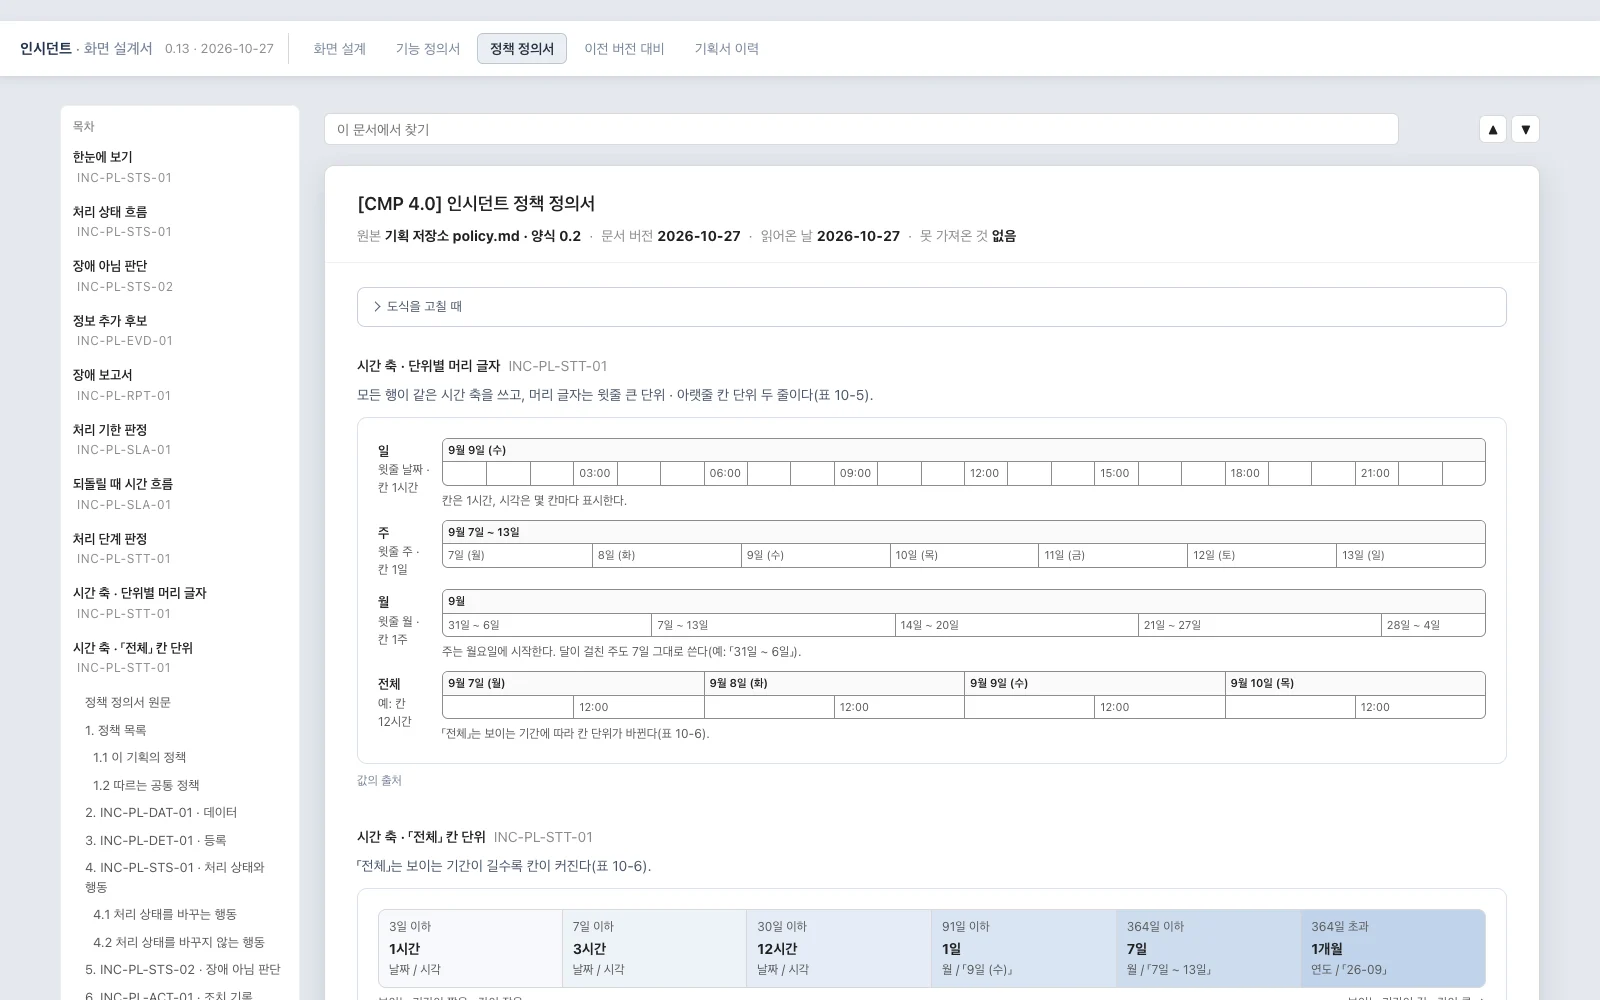 인시던트 · 화면 설계서 0.13 · 2026-10-27 화면 설계 기능 정의서 정책 정의서 이전 버전 대비 기획서 이력
목차
한눈에 보기
INC-PL-STS-01
처리 상태 흐름
INC-PL-STS-01
장애 아님 판단
INC-PL-STS-02
정보 추가 후보
INC-PL-EVD-01
장애 보고서
INC-PL-RPT-01
처리 기한 판정
INC-PL-SLA-01
되돌릴 때 시간 흐름
INC-PL-SLA-01
처리 단계 판정
INC-PL-STT-01
시간 축 · 단위별 머리 글자
INC-PL-STT-01
시간 축 · 「전체」 칸 단위
INC-PL-STT-01
정책 정의서 원문
1. 정책 목록
1.1 이 기획의 정책
1.2 따르는 공통 정책
2. INC-PL-DAT-01 · 데이터
3. INC-PL-DET-01 · 등록
4. INC-PL-STS-01 · 처리 상태와
행동
4.1 처리 상태를 바꾸는 행동
4.2 처리 상태를 바꾸지 않는 행동
5. INC-PL-STS-02 · 장애 아님 판단
6. INC-PL-ACT-01 · 조치 기록
이 문서에서 찾기
▲ ▼
[CMP 4.0] 인시던트 정책 정의서
원본 기획 저장소 policy.md · 양식 0.2 · 문서 버전 2026-10-27 · 읽어온 날 2026-10-27 · 못 가져온 것 없음
> 도식을 고칠 때
시간 축 · 단위별 머리 글자 INC-PL-STT-01
모든 행이 같은 시간 축을 쓰고, 머리 글자는 윗줄 큰 단위 · 아랫줄 칸 단위 두 줄이다(표 10-5).
일
윗줄 날짜 ·
칸 1시간
9월 9일 (수)
03:00 06:00 09:00 12:00 15:00 18:00 21:00
칸은 1시간, 시각은 몇 칸마다 표시한다.
주
윗줄 주 ·
칸 1일
9월 7일 ~ 13일
7일 (월) 8일 (화) 9일 (수) 10일 (목) 11일 (금) 12일 (토) 13일 (일)
월
윗줄 월 ·
칸 1주
9월
31일 ~ 6일 7일 ~ 13일 14일 ~ 20일 21일 ~ 27일 28일 ~ 4일
주는 월요일에 시작한다. 달이 걸친 주도 7일 그대로 쓴다(예: 「31일 ~ 6일」).
전체
예: 칸
12시간
9월 7일 (월) 9월 8일 (화) 9월 9일 (수) 9월 10일 (목)
12:00 12:00 12:00 12:00
「전체」는 보이는 기간에 따라 칸 단위가 바뀐다(표 10-6).
값의 출처
시간 축 · 「전체」 칸 단위 INC-PL-STT-01
「전체」는 보이는 기간이 길수록 칸이 커진다(표 10-6).
3일 이하 7일 이하 30일 이하 91일 이하 364일 이하 364일 초과
1시간 3시간 12시간 1일 7일 1개월
날짜 / 시각 날짜 / 시각 날짜 / 시각 월 / 「9일 (수)」 월 / 「7일 ~ 13일」 연도 / 「26-09」